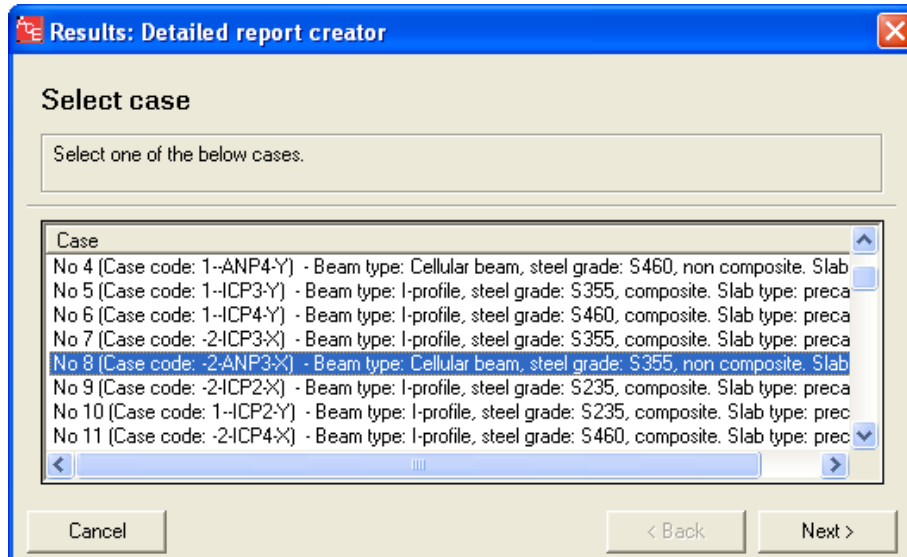 ACE Results: Detailed report creator
Select case
Select one of the below cases.
Case
No 4 (Case code: 1--ANP4-Y) - Beam type: Cellular beam, steel grade: S460, non composite. Slab
No 5 (Case code: 1--ICP3-Y) - Beam type: I-profile, steel grade: S355, composite. Slab type: preca
No 6 (Case code: 1--ICP4-Y) - Beam type: I-profile, steel grade: S460, composite. Slab type: preca
No 7 (Case code: -2-ICP3-X) - Beam type: I-profile, steel grade: S355, composite. Slab type: preca
No 8 (Case code: -2-ANP3-X) - Beam type: Cellular beam, steel grade: S355, non composite. Slab
No 9 (Case code: -2-ICP2-X) - Beam type: I-profile, steel grade: S235, composite. Slab type: preca
No 10 (Case code: 1--ICP2-Y) - Beam type: I-profile, steel grade: S235, composite. Slab type: prec
No 11 (Case code: -2-ICP4-X) - Beam type: I-profile, steel grade: S460, composite. Slab type: prec
Cancel < Back Next >